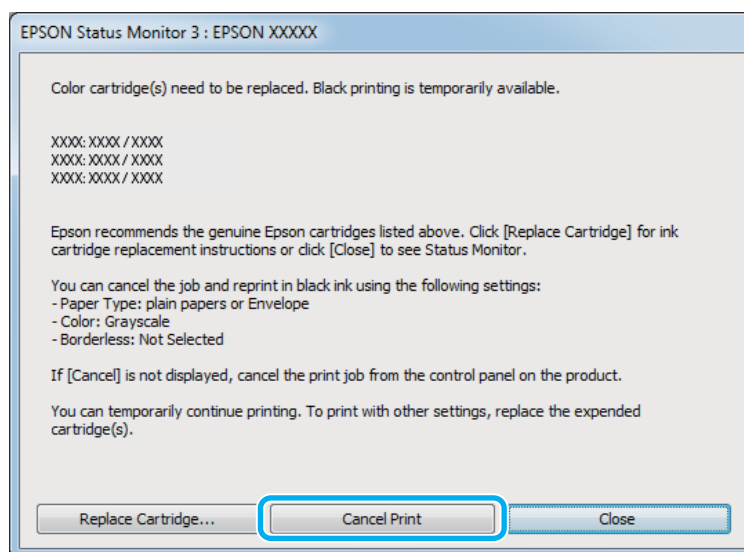 EPSON Status Monitor 3 : EPSON XXXXX
Color cartridge(s) need to be replaced. Black printing is temporarily available.
XXXX: XXXX / XXXX
XXXX: XXXX / XXXX
XXXX: XXXX / XXXX
Epson recommends the genuine Epson cartridges listed above. Click [Replace Cartridge] for ink
cartridge replacement instructions or click [Close] to see Status Monitor.
You can cancel the job and reprint in black ink using the following settings:
- Paper Type: plain papers or Envelope
- Color: Grayscale
- Borderless: Not Selected
If [Cancel] is not displayed, cancel the print job from the control panel on the product.
You can temporarily continue printing. To print with other settings, replace the expended
cartridge(s).
Replace Cartridge... Cancel Print Close